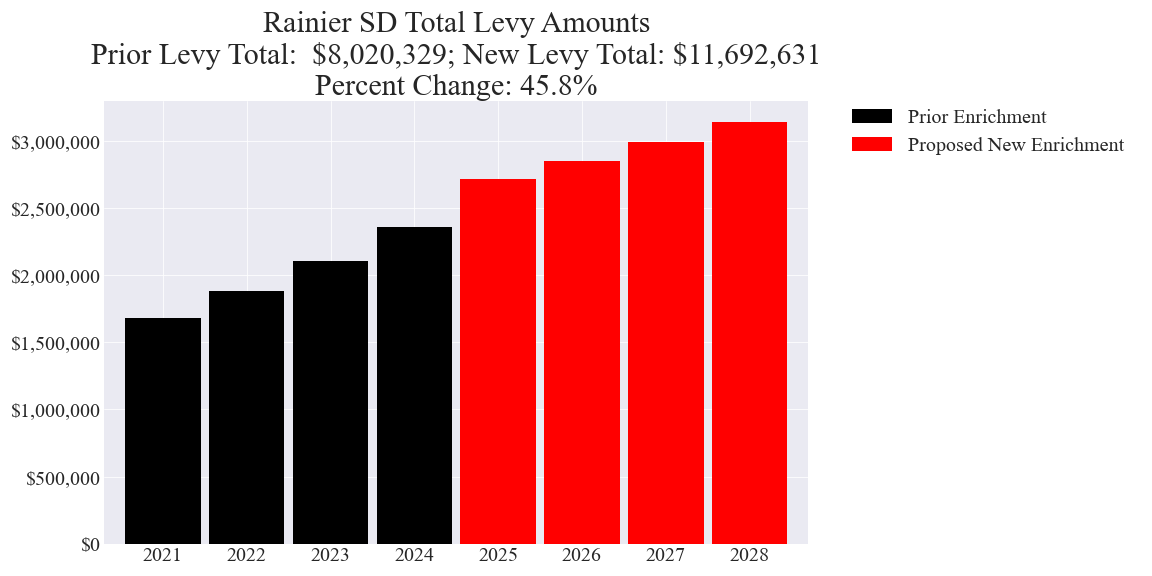 Rainier SD Total Levy Amounts
Prior Levy Total:  $8,020,329; New Levy Total: $11,692,631
Percent Change: 45.8%
Prior Enrichment
Proposed New Enrichment
$3,000,000
$2,500,000
$2,000,000
$1,500,000
$1,000,000
$500,000
$0
2021 2022 2023 2024 2025 2026 2027 2028